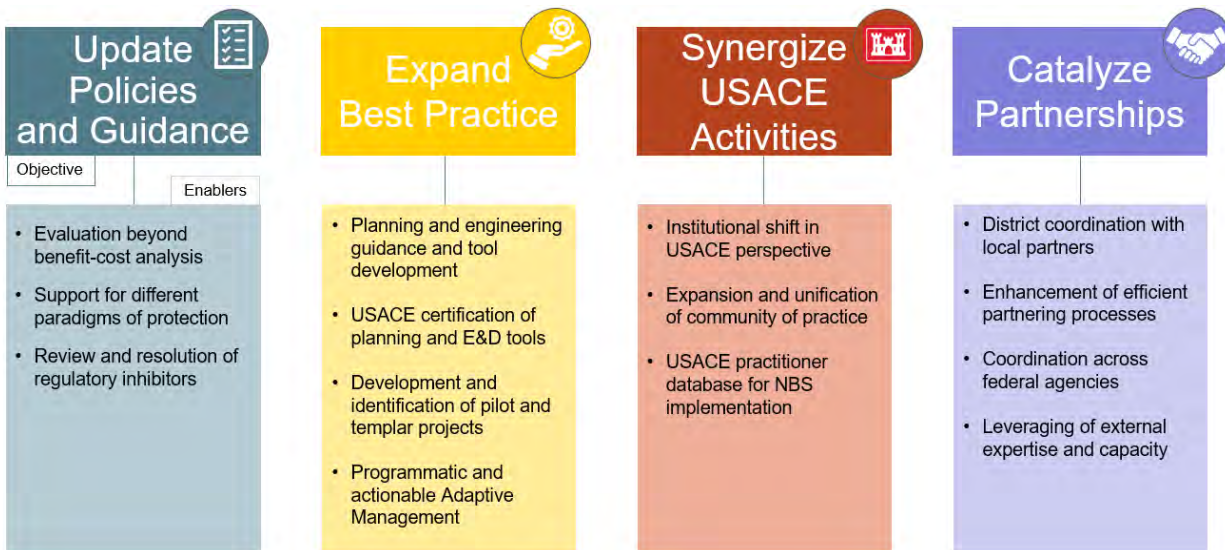 Update
Policies
and Guidance
Objective
Enablers
• Evaluation beyond
benefit-cost analysis
• Support for different
paradigms of protection
• Review and resolution of
regulatory inhibitors
Expand
Best Practice
• Planning and engineering
guidance and tool
development
• USACE certification of
planning and E&D tools
• Development and
identification of pilot and
templar projects
• Programmatic and
actionable Adaptive
Management
Synergize
USACE
Activities
• Institutional shift in
USACE perspective
• Expansion and unification
of community of practice
• USACE practitioner
database for NBS
implementation
Catalyze
Partnerships
• District coordination with
local partners
• Enhancement of efficient
partnering processes
• Coordination across
federal agencies
• Leveraging of external
expertise and capacity